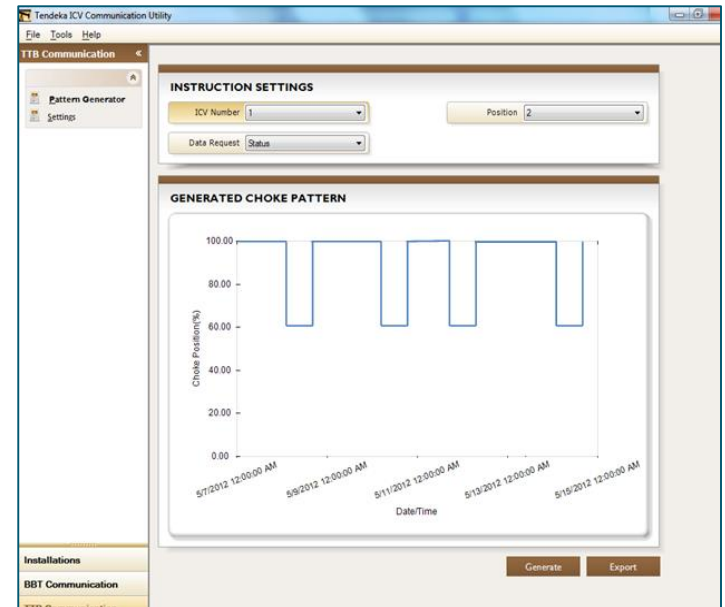 Tendeka ICV Communication Utility
File Tools Help
TTB Communication «
Pattern Generator
Settings
INSTRUCTION SETTINGS
ICV Number 1
Position 2
Data Request Status
GENERATED CHOKE PATTERN
100.00
80.00
60.00
40.00
20.00
0.00
Choke Position(%)
5/7/2012 12:00:00 AM
5/9/2012 12:00:00 AM
5/11/2012 12:00:00 AM
5/13/2012 12:00:00 AM
5/15/2012 12:00:00 AM
Date/Time
Generate Export
Installations
BBT Communication
TTB Communication